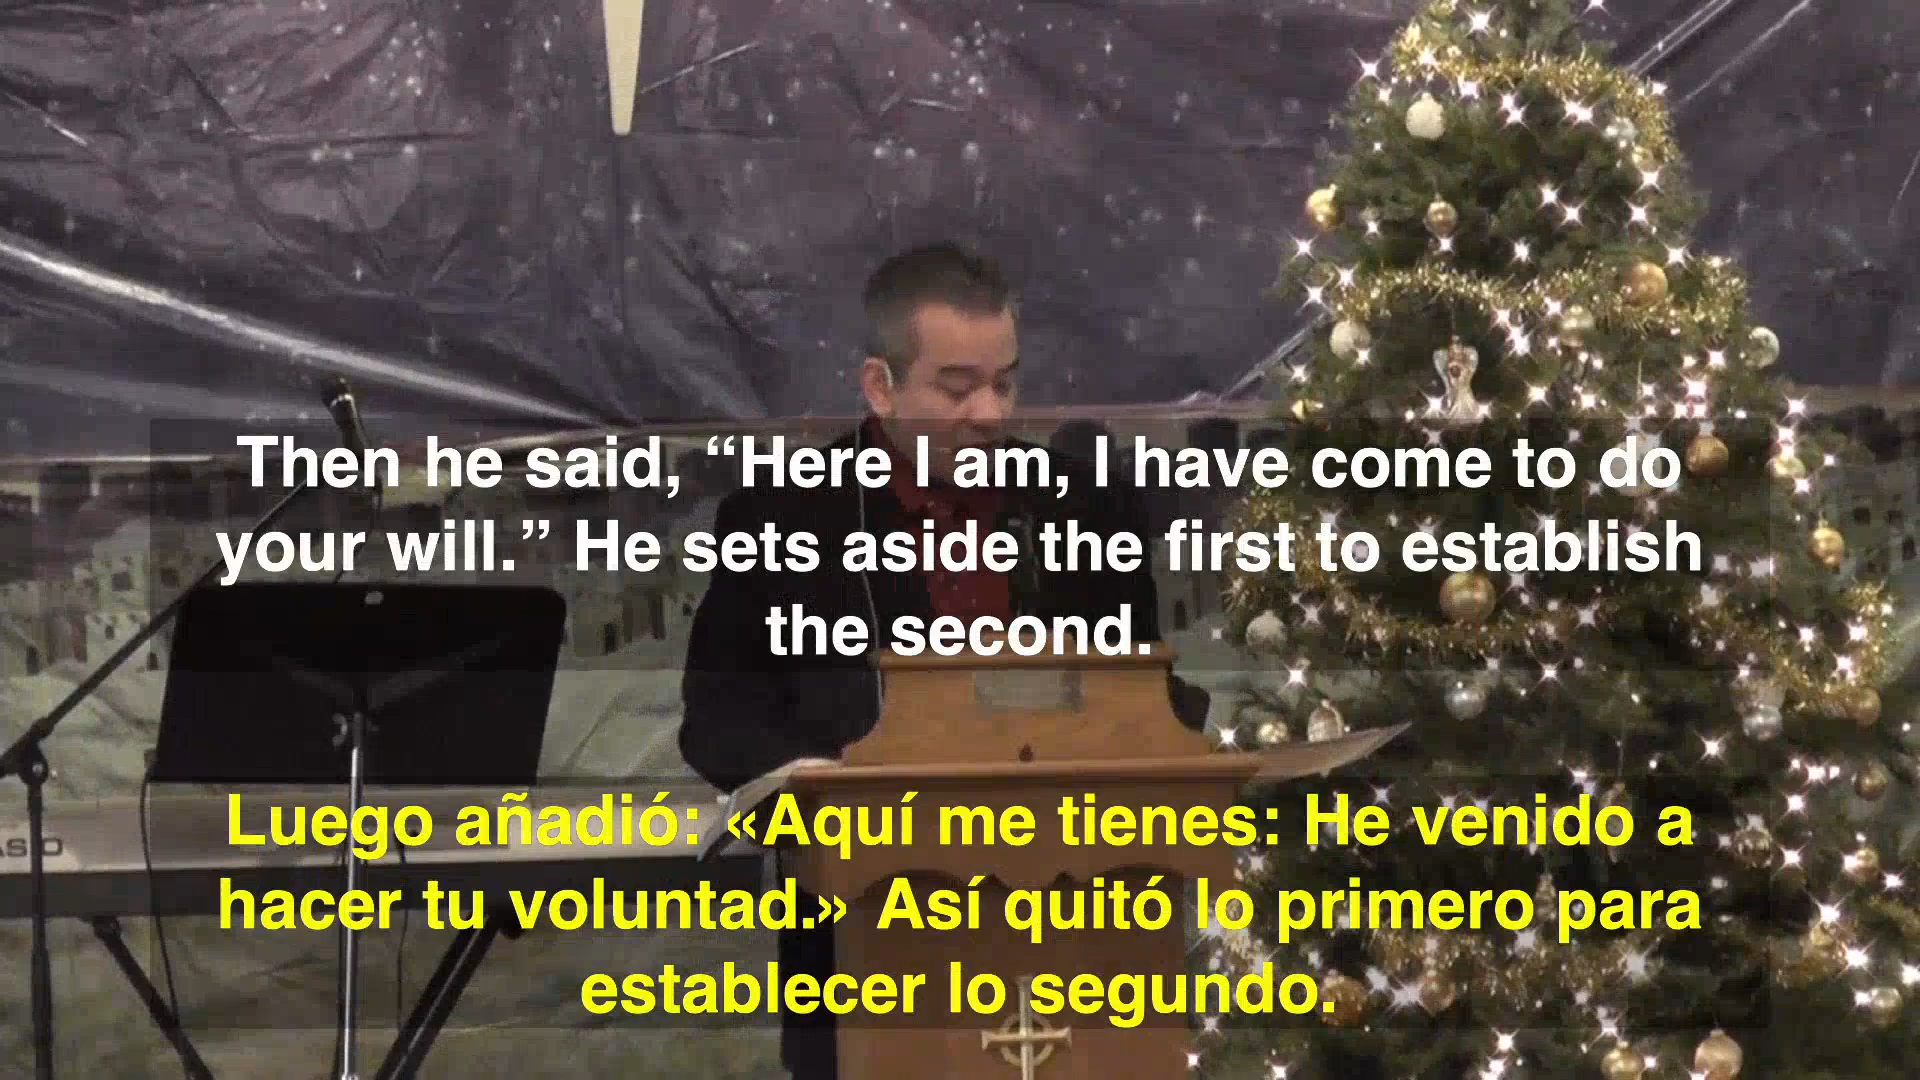 Then he said, “Here I am, I have come to do
your will.” He sets aside the first to establish
the second.
Luego añadió: «Aquí me tienes: He venido a
hacer tu voluntad.» Así quitó lo primero para
establecer lo segundo.